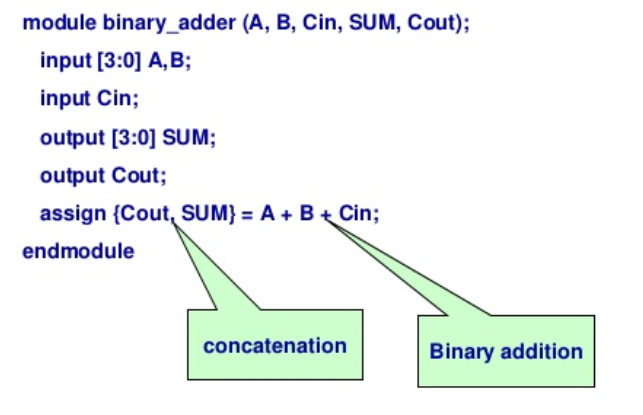 module binary_adder (A, B, Cin, SUM, Cout);
input [3:0] A,B;
input Cin;
output [3:0] SUM;
output Cout;
assign {Cout, SUM} = A + B + Cin;
endmodule
concatenation
Binary addition